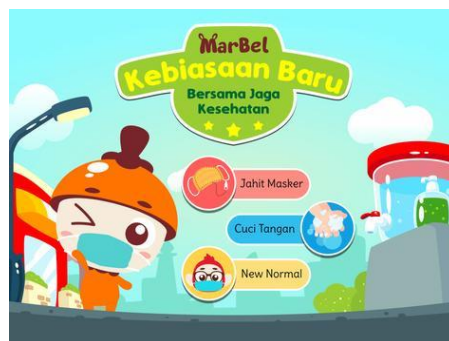 MarBel
Kebiasaan Baru
Bersama Jaga
Kesehatan
Jahit Masker
Cuci Tangan
New Normal